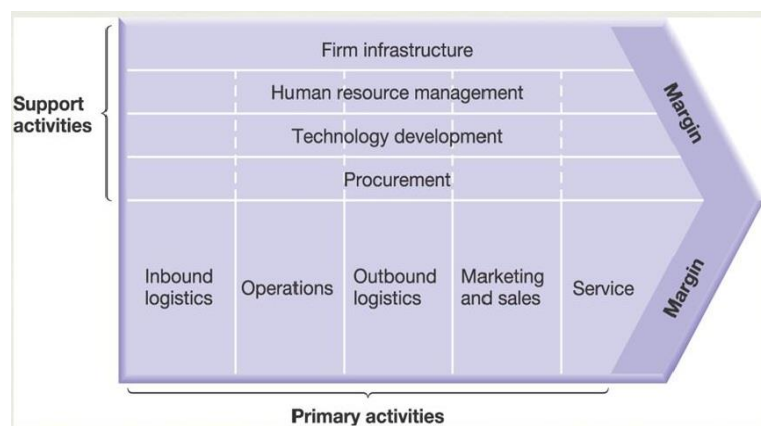 Firm infrastructure
Human resource management
Support
activities
Technology development
Procurement
Margin
Inbound
logistics
Operations
Outbound
logistics
Marketing
and sales
Service
Margin
Primary activities